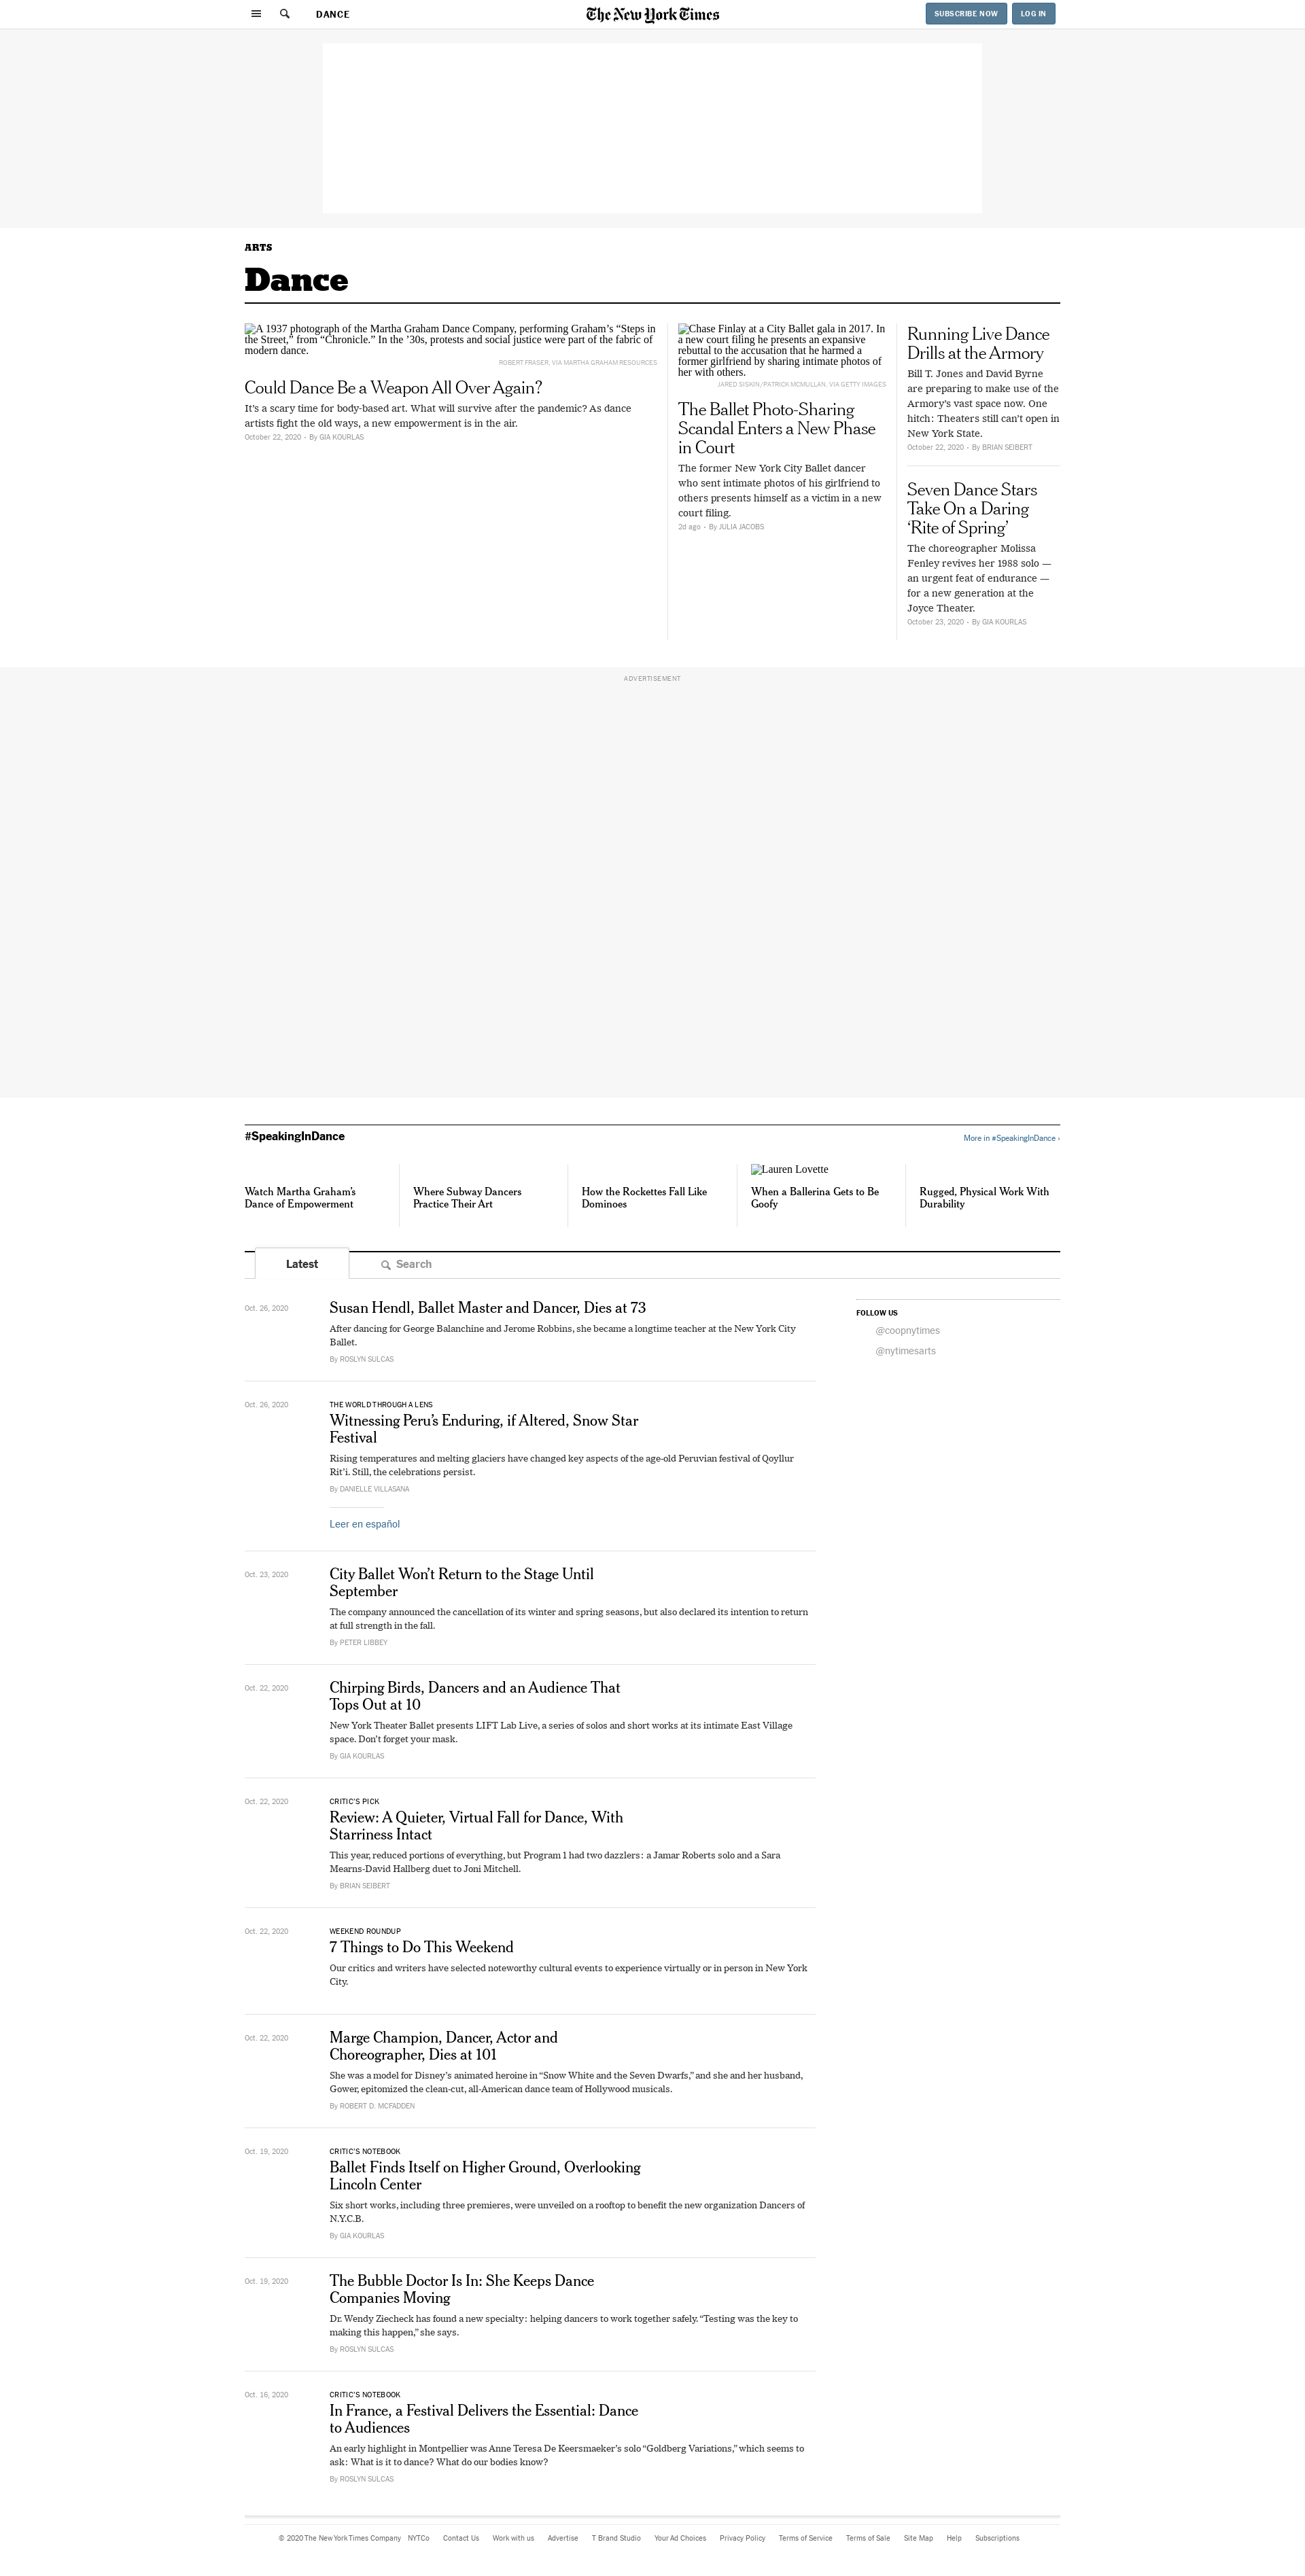 DANCE
The New York Times
SUBSCRIBE NOW
LOG IN
ARTS
Dance
A 1937 photograph of the Martha Graham Dance Company, performing Graham’s “Steps in
the Street,” from “Chronicle.” In the ’30s, protests and social justice were part of the fabric of
modern dance.
ROBERT FRASER, VIA MARTHA GRAHAM RESOURCES
Could Dance Be a Weapon All Over Again?
It’s a scary time for body-based art. What will survive after the pandemic? As dance
artists fight the old ways, a new empowerment is in the air.
October 22, 2020 • By GIA KOURLAS
Chase Finlay at a City Ballet gala in 2017. In
a new court filing he presents an expansive
rebuttal to the accusation that he harmed a
former girlfriend by sharing intimate photos of
her with others.
JARED SISKIN/PATRICK MCMULLAN, VIA GETTY IMAGES
The Ballet Photo-Sharing
Scandal Enters a New Phase
in Court
The former New York City Ballet dancer
who sent intimate photos of his girlfriend to
others presents himself as a victim in a new
court filing.
2d ago • By JULIA JACOBS
Running Live Dance
Drills at the Armory
Bill T. Jones and David Byrne
are preparing to make use of the
Armory’s vast space now. One
hitch: Theaters still can’t open in
New York State.
October 22, 2020 • By BRIAN SEIBERT
Seven Dance Stars
Take On a Daring
‘Rite of Spring’
The choreographer Molissa
Fenley revives her 1988 solo —
an urgent feat of endurance —
for a new generation at the
Joyce Theater.
October 23, 2020 • By GIA KOURLAS
ADVERTISEMENT
#SpeakingInDance
More in #SpeakingInDance ›
Watch Martha Graham’s
Dance of Empowerment
Where Subway Dancers
Practice Their Art
How the Rockettes Fall Like
Dominoes
Lauren Lovette
When a Ballerina Gets to Be
Goofy
Rugged, Physical Work With
Durability
Latest
Search
Oct. 26, 2020
Susan Hendl, Ballet Master and Dancer, Dies at 73
After dancing for George Balanchine and Jerome Robbins, she became a longtime teacher at the New York City
Ballet.
By ROSLYN SULCAS
FOLLOW US
@coopnytimes
@nytimesarts
Oct. 26, 2020
THE WORLD THROUGH A LENS
Witnessing Peru’s Enduring, if Altered, Snow Star
Festival
Rising temperatures and melting glaciers have changed key aspects of the age-old Peruvian festival of Qoyllur
Rit’i. Still, the celebrations persist.
By DANIELLE VILLASANA
Leer en español
Oct. 23, 2020
City Ballet Won’t Return to the Stage Until
September
The company announced the cancellation of its winter and spring seasons, but also declared its intention to return
at full strength in the fall.
By PETER LIBBEY
Oct. 22, 2020
Chirping Birds, Dancers and an Audience That
Tops Out at 10
New York Theater Ballet presents LIFT Lab Live, a series of solos and short works at its intimate East Village
space. Don’t forget your mask.
By GIA KOURLAS
Oct. 22, 2020
CRITIC’S PICK
Review: A Quieter, Virtual Fall for Dance, With
Starriness Intact
This year, reduced portions of everything, but Program 1 had two dazzlers: a Jamar Roberts solo and a Sara
Mearns-David Hallberg duet to Joni Mitchell.
By BRIAN SEIBERT
Oct. 22, 2020
WEEKEND ROUNDUP
7 Things to Do This Weekend
Our critics and writers have selected noteworthy cultural events to experience virtually or in person in New York
City.
Oct. 22, 2020
Marge Champion, Dancer, Actor and
Choreographer, Dies at 101
She was a model for Disney’s animated heroine in “Snow White and the Seven Dwarfs,” and she and her husband,
Gower, epitomized the clean-cut, all-American dance team of Hollywood musicals.
By ROBERT D. MCFADDEN
Oct. 19, 2020
CRITIC’S NOTEBOOK
Ballet Finds Itself on Higher Ground, Overlooking
Lincoln Center
Six short works, including three premieres, were unveiled on a rooftop to benefit the new organization Dancers of
N.Y.C.B.
By GIA KOURLAS
Oct. 19, 2020
The Bubble Doctor Is In: She Keeps Dance
Companies Moving
Dr. Wendy Ziecheck has found a new specialty: helping dancers to work together safely. “Testing was the key to
making this happen,” she says.
By ROSLYN SULCAS
Oct. 16, 2020
CRITIC’S NOTEBOOK
In France, a Festival Delivers the Essential: Dance
to Audiences
An early highlight in Montpellier was Anne Teresa De Keersmaeker’s solo “Goldberg Variations,” which seems to
ask: What is it to dance? What do our bodies know?
By ROSLYN SULCAS
© 2020 The New York Times Company NYTCo Contact Us Work with us Advertise T Brand Studio Your Ad Choices Privacy Policy Terms of Service Terms of Sale Site Map Help Subscriptions